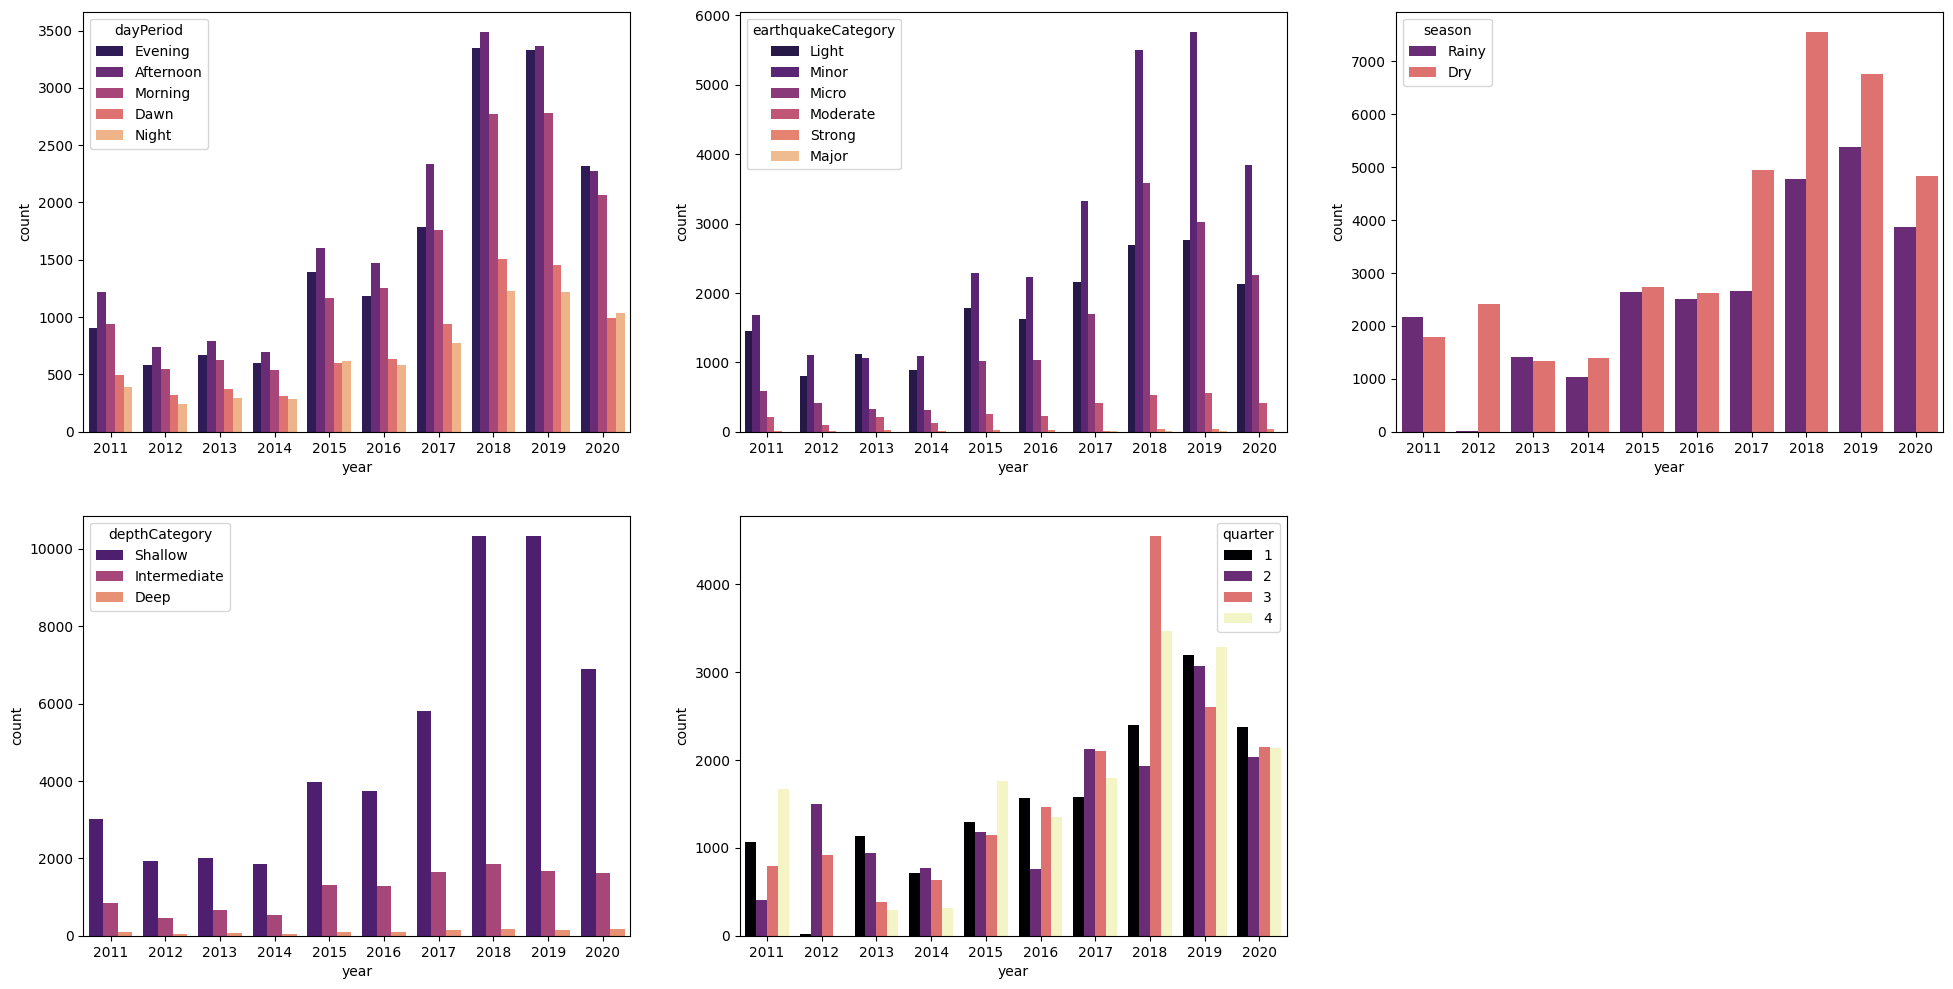 dayPeriod
Evening
Afternoon
Morning
Dawn
Night
3500
3000
2500
2000
1500
1000
500
0
count
2011 2012 2013 2014 2015 2016 2017 2018 2019 2020
year
earthquakeCategory
Light
Minor
Micro
Moderate
Strong
Major
6000
5000
4000
3000
2000
1000
0
count
2011 2012 2013 2014 2015 2016 2017 2018 2019 2020
year
season
Rainy
Dry
7000
6000
5000
4000
3000
2000
1000
0
count
2011 2012 2013 2014 2015 2016 2017 2018 2019 2020
year
depthCategory
Shallow
Intermediate
Deep
10000
8000
6000
4000
2000
0
count
2011 2012 2013 2014 2015 2016 2017 2018 2019 2020
year
quarter
1
2
3
4
4000
3000
2000
1000
0
count
2011 2012 2013 2014 2015 2016 2017 2018 2019 2020
year